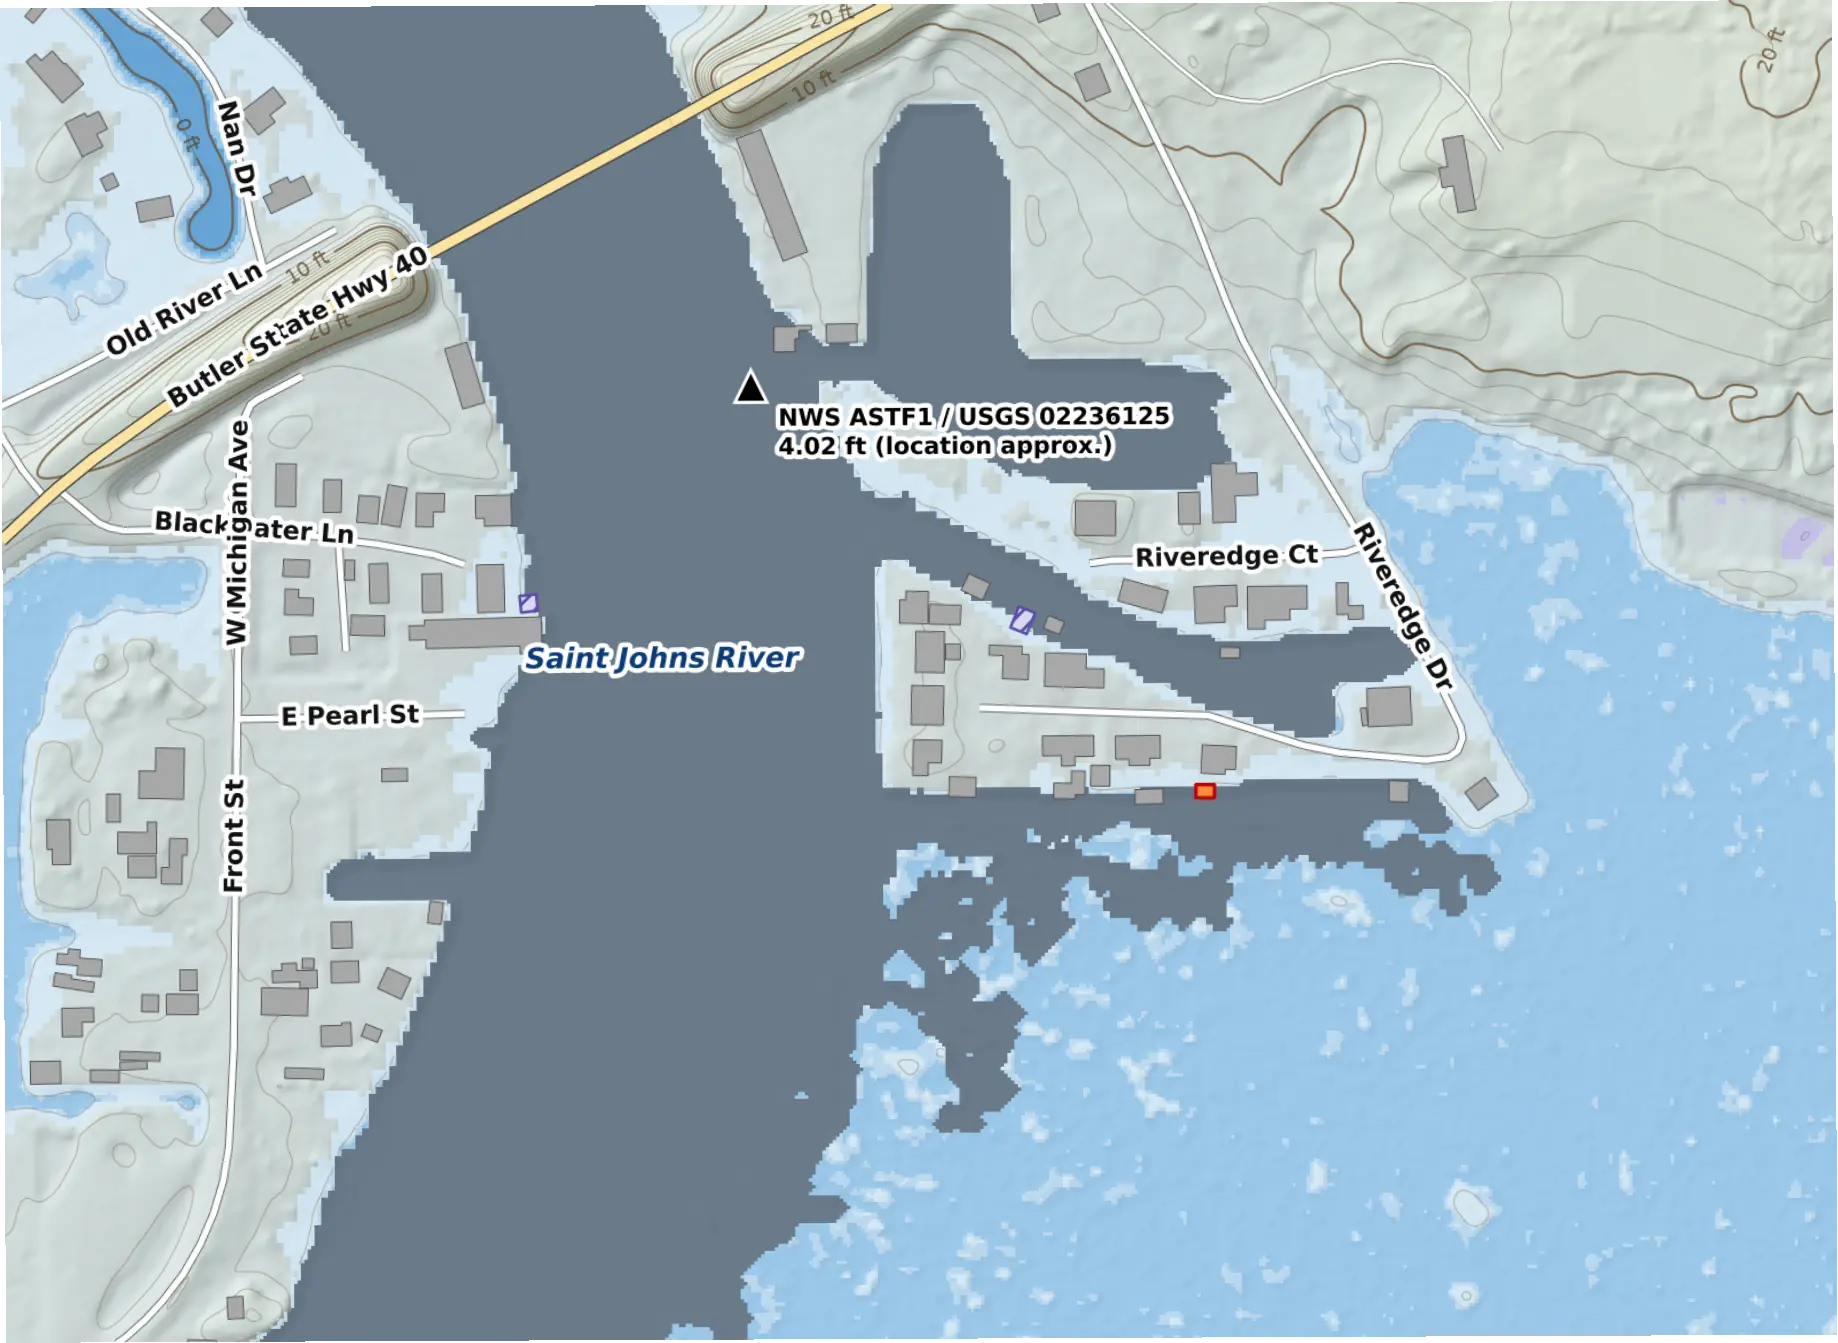 20 ft
20 ft
10 ft
Nan Dr
0 ft
10 ft
Old River Ln
Butler St
State Hwy 40
20 ft
NWS ASTF1 / USGS 02236125
4.02 ft (location approx.)
W Michigan Ave
Riveredge Ct
Riveredge Dr
Saint Johns River
E Pearl St
Front St